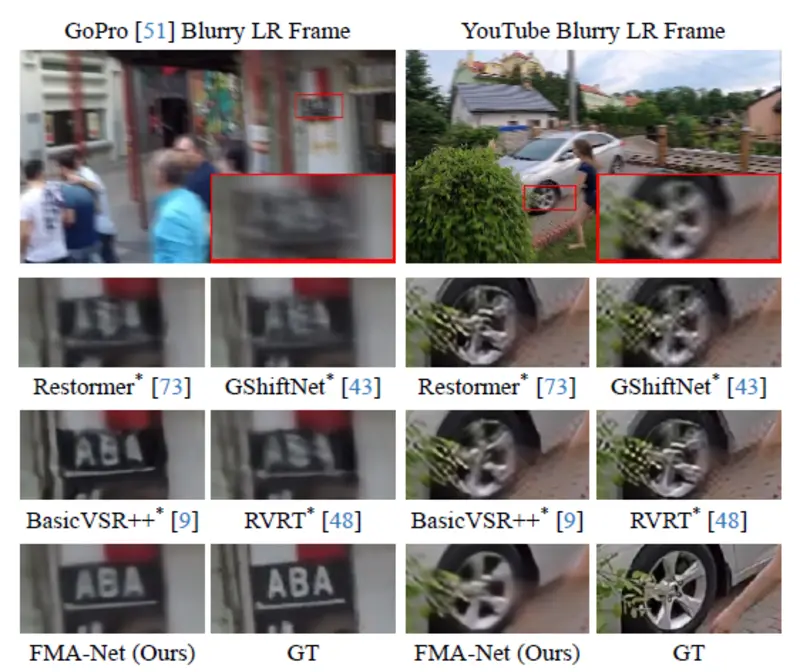 GoPro [51] Blurry LR Frame
YouTube Blurry LR Frame
Restormer* [73]
GShiftNet* [43]
Restormer* [73]
GShiftNet* [43]
ABA
BasicVSR++* [9]
RVRT* [48]
BasicVSR++* [9]
RVRT* [48]
ABA
ABA
FMA-Net (Ours)
GT
FMA-Net (Ours)
GT